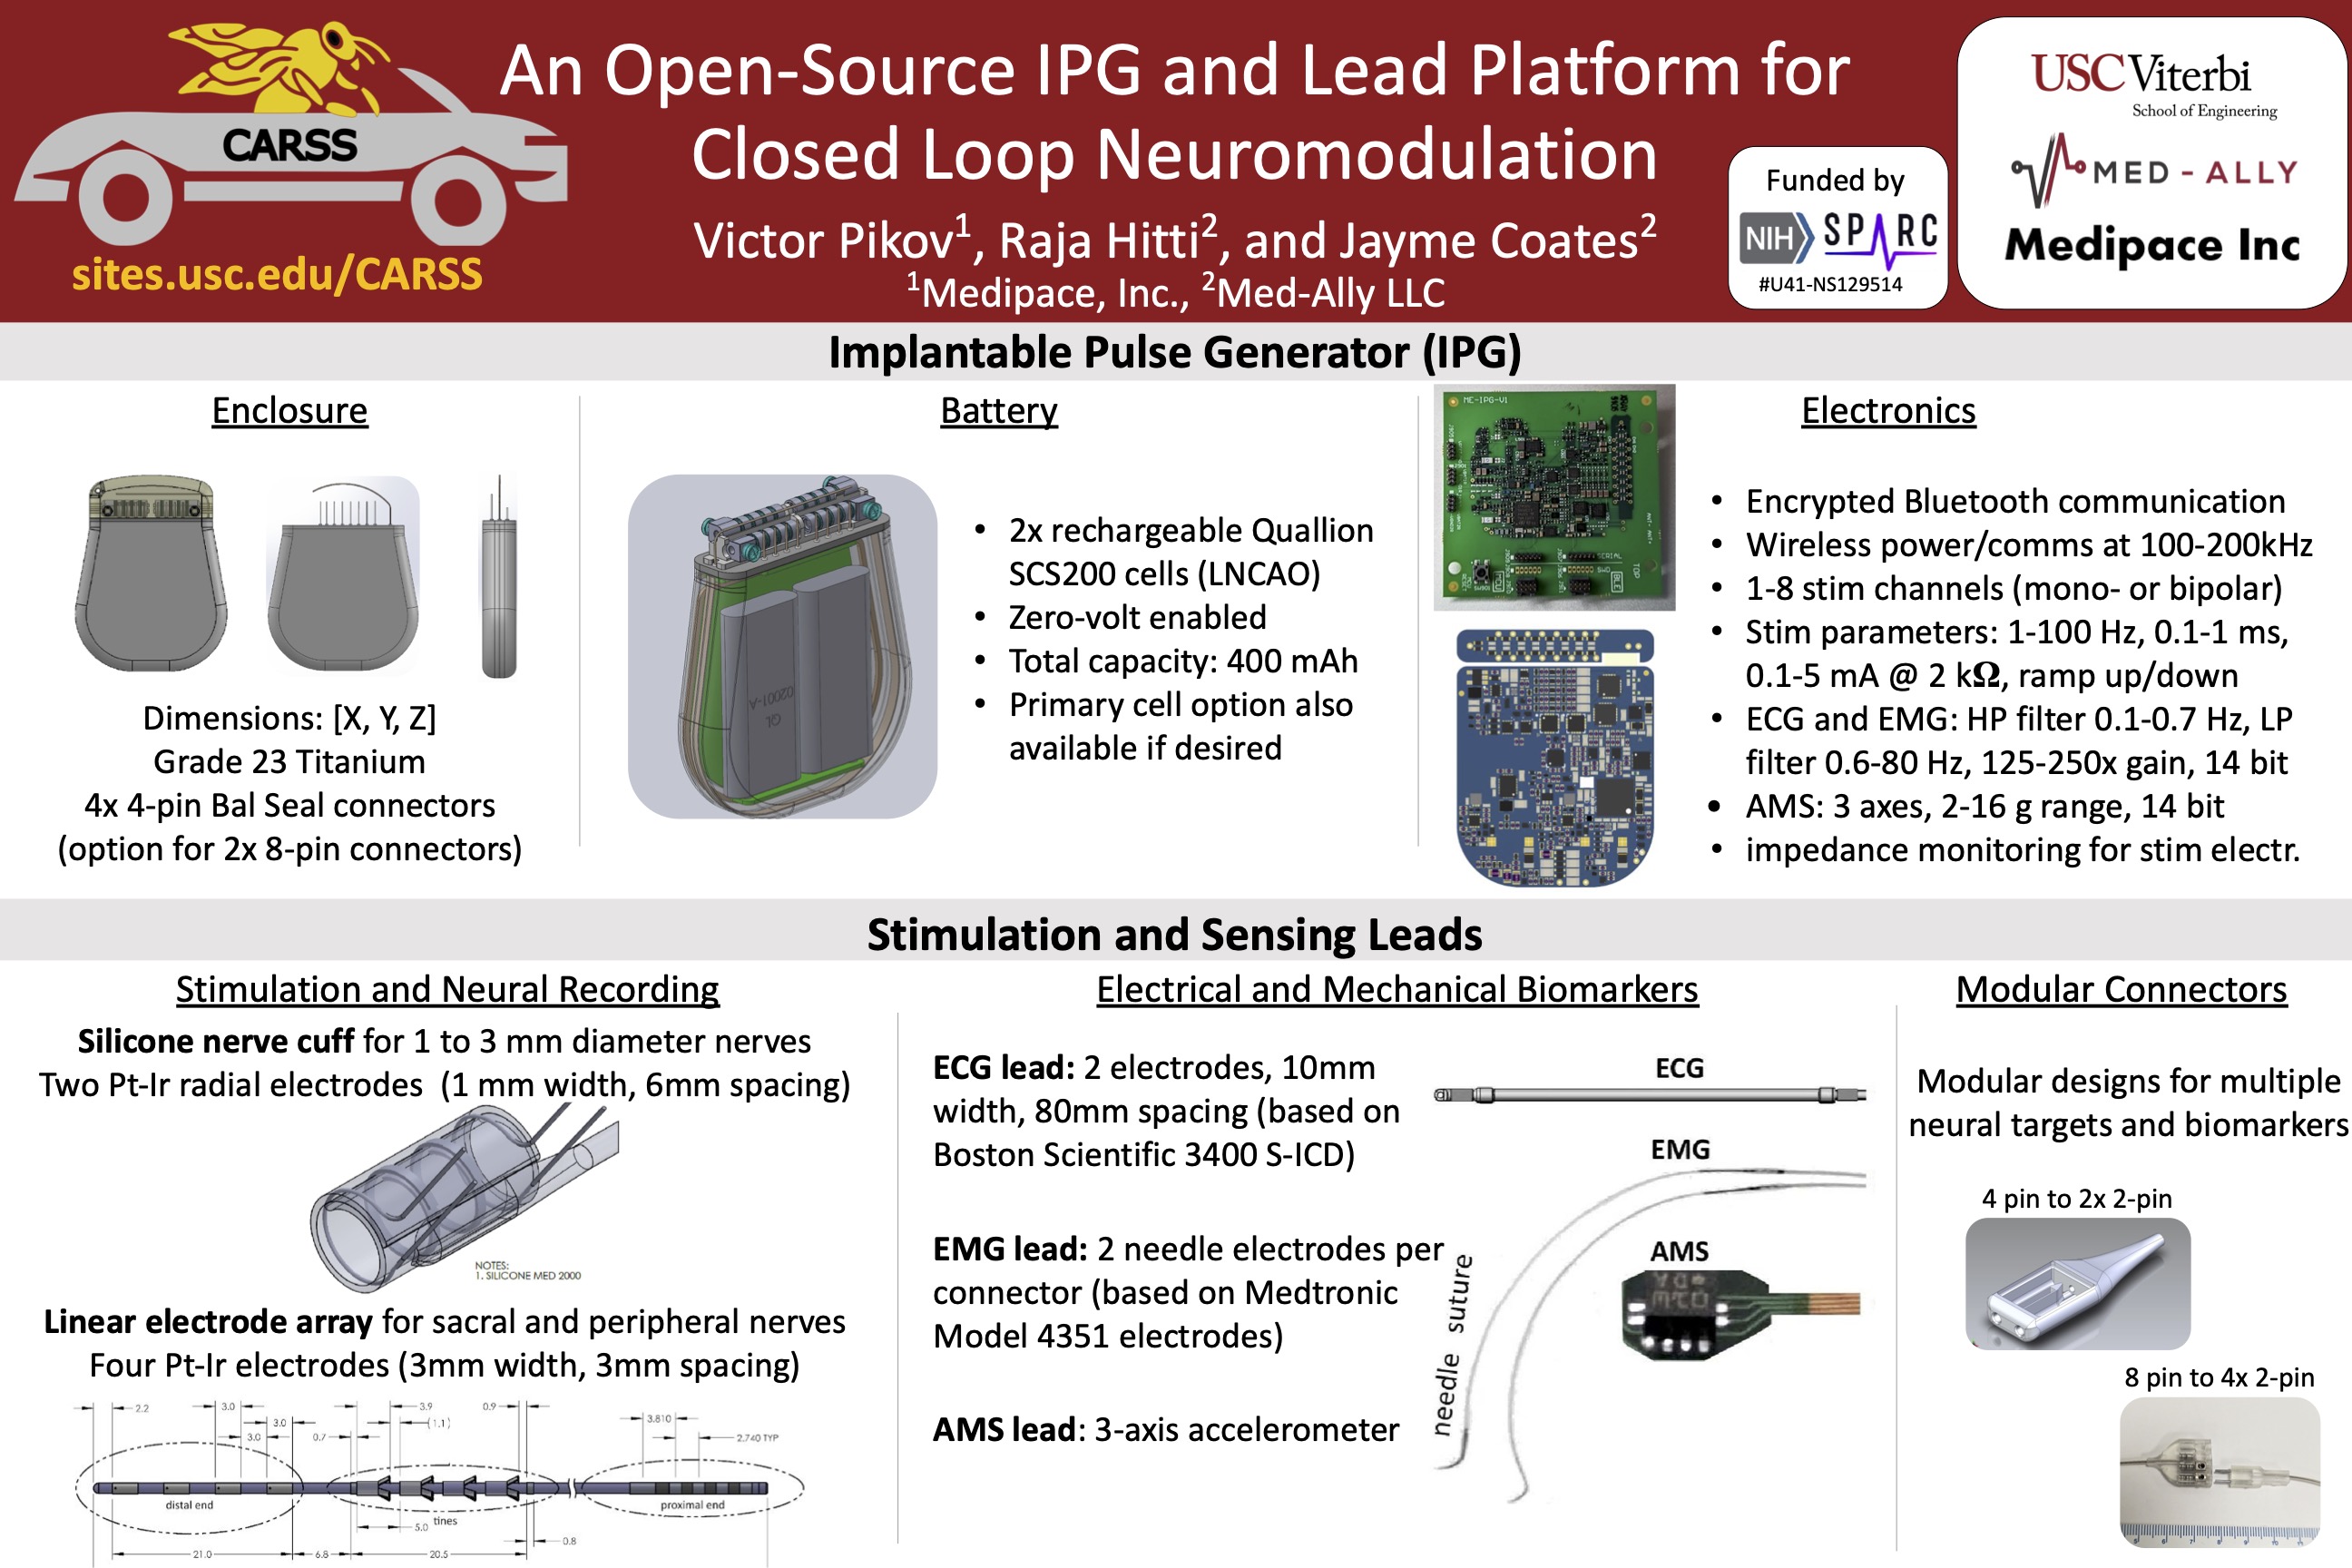 An Open-Source IPG and Lead Platform for
Closed Loop Neuromodulation
Victor Pikov1, Raja Hitti2, and Jayme Coates2
1Medipace, Inc., 2Med-Ally LLC
CARSS
sites.usc.edu/CARSS
Funded by
NIH SPARC
#U41-NS129514
USC Viterbi
School of Engineering
MED - ALLY
Medipace Inc
Implantable Pulse Generator (IPG)
Enclosure
Dimensions: [X, Y, Z]
Grade 23 Titanium
4x 4-pin Bal Seal connectors
(option for 2x 8-pin connectors)
Battery
GL
02001-A
• 2x rechargeable Quallion
SCS200 cells (LNCAO)
• Zero-volt enabled
• Total capacity: 400 mAh
• Primary cell option also
available if desired
ME-IPG-V1
SERIAL
SWD
BLE
TOP
Electronics
• Encrypted Bluetooth communication
• Wireless power/comms at 100-200kHz
• 1-8 stim channels (mono- or bipolar)
• Stim parameters: 1-100 Hz, 0.1-1 ms,
0.1-5 mA @ 2 kΩ, ramp up/down
• ECG and EMG: HP filter 0.1-0.7 Hz, LP
filter 0.6-80 Hz, 125-250x gain, 14 bit
• AMS: 3 axes, 2-16 g range, 14 bit
• impedance monitoring for stim electr.
Stimulation and Sensing Leads
Stimulation and Neural Recording
Silicone nerve cuff for 1 to 3 mm diameter nerves
Two Pt-Ir radial electrodes (1 mm width, 6mm spacing)
NOTES:
1. SILICONE MED 2000
Linear electrode array for sacral and peripheral nerves
Four Pt-Ir electrodes (3mm width, 3mm spacing)
2.2
3.0
3.0
3.0
0.7
3.9
(1.1)
0.9
3.810
2.740 TYP
distal end
tines
proximal end
5.0
0.8
21.0
6.8
20.5
Electrical and Mechanical Biomarkers
ECG lead: 2 electrodes, 10mm
width, 80mm spacing (based on
Boston Scientific 3400 S-ICD)
EMG lead: 2 needle electrodes per
connector (based on Medtronic
Model 4351 electrodes)
AMS lead: 3-axis accelerometer
ECG
EMG
AMS
needle suture
Modular Connectors
Modular designs for multiple
neural targets and biomarkers
4 pin to 2x 2-pin
8 pin to 4x 2-pin